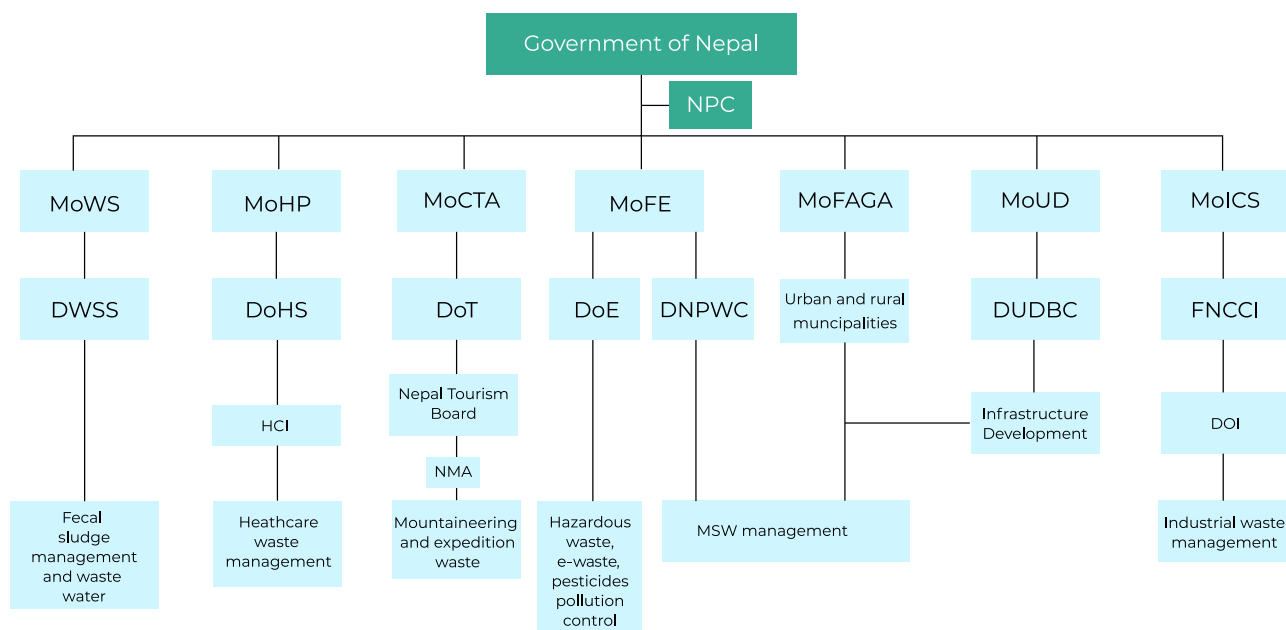 Government of Nepal
NPC
MoWS
MoHP
MoCTA
MoFE
MoFAGA
MoUD
MoICS
DWSS
DoHS
DoT
DoE
DNPWC
Urban and rural
muncipalities
DUDBC
FNCCI
Nepal Tourism
Board
HCI
Infrastructure
Development
DOI
NMA
Fecal
sludge
management
and waste
water
Heathcare
waste
management
Mountaineering
and expedition
waste
Hazardous
waste,
e-waste,
pesticides
pollution
control
MSW management
Industrial waste
management